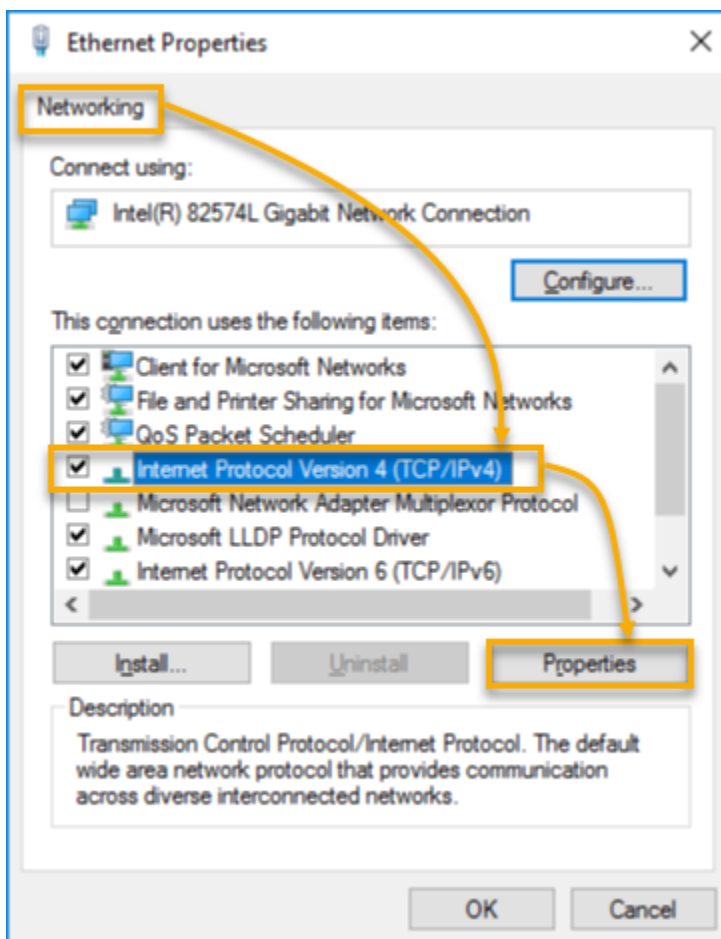 Ethernet Properties
Networking
Connect using:
Intel(R) 82574L Gigabit Network Connection
Configure...
This connection uses the following items:
Client for Microsoft Networks
File and Printer Sharing for Microsoft Networks
QoS Packet Scheduler
Internet Protocol Version 4 (TCP/IPv4)
Microsoft Network Adapter Multiplexor Protocol
Microsoft LLDP Protocol Driver
Internet Protocol Version 6 (TCP/IPv6)
Install... Uninstall Properties
Description
Transmission Control Protocol/Internet Protocol. The default
wide area network protocol that provides communication
across diverse interconnected networks.
OK Cancel